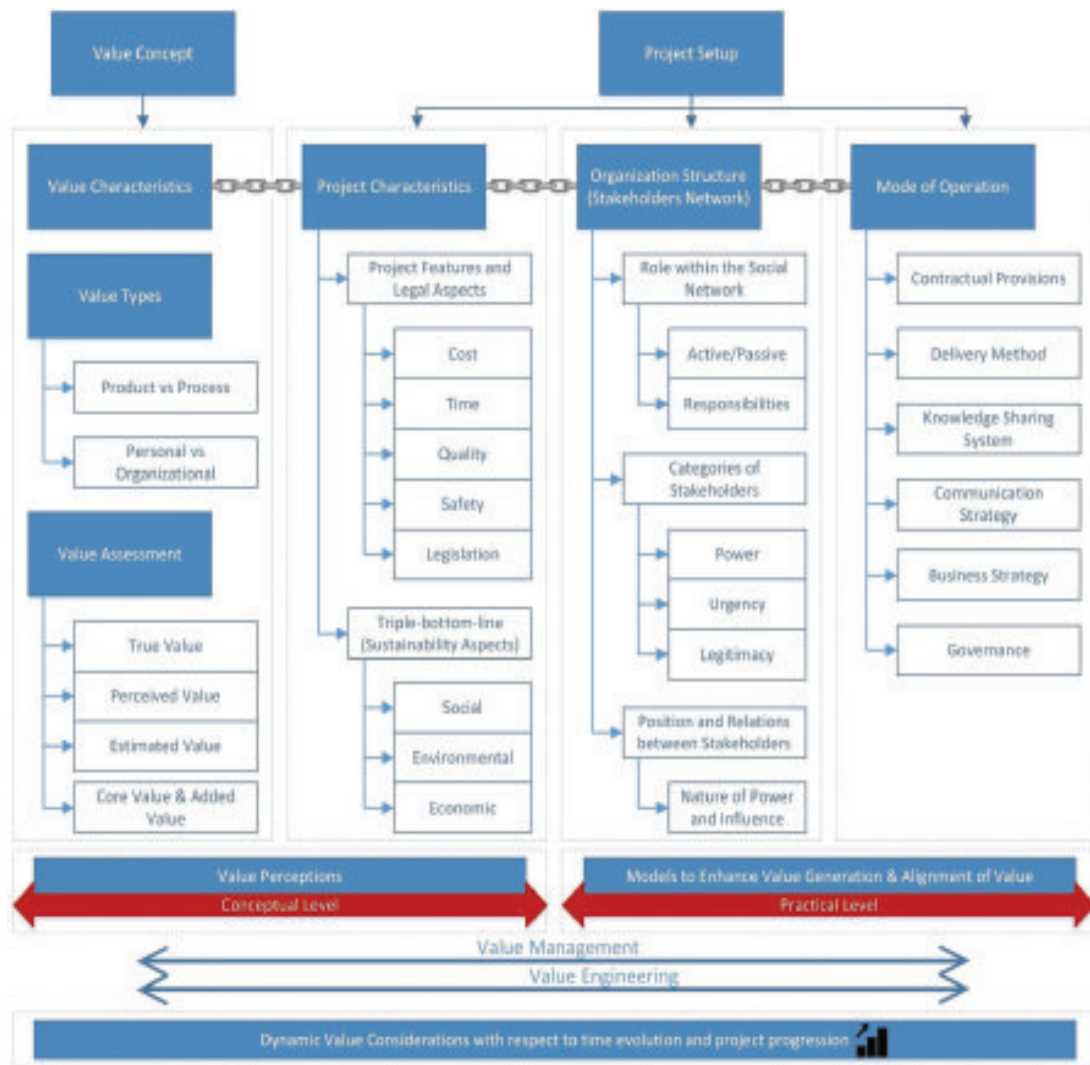 Value Concept
Project Setup
Value Characteristics
Project Characteristics
Organization Structure
(Stakeholders Network)
Mode of Operation
Value Types
Product vs Process
Personal vs
Organizational
Value Assessment
True Value
Perceived Value
Estimated Value
Core Value & Added
Value
Project Features and
Legal Aspects
Cost
Time
Quality
Safety
Legislation
Triple-bottom-line
(Sustainability Aspects)
Social
Environmental
Economic
Role within the Social
Network
Active/Passive
Responsibilities
Categories of
Stakeholders
Power
Urgency
Legitimacy
Position and Relations
between Stakeholders
Nature of Power
and Influence
Contractual Provisions
Delivery Method
Knowledge Sharing
System
Communication
Strategy
Business Strategy
Governance
Value Perceptions
Conceptual Level
Models to Enhance Value Generation & Alignment of Value
Practical Level
Value Management
Value Engineering
Dynamic Value Considerations with respect to time evolution and project progression